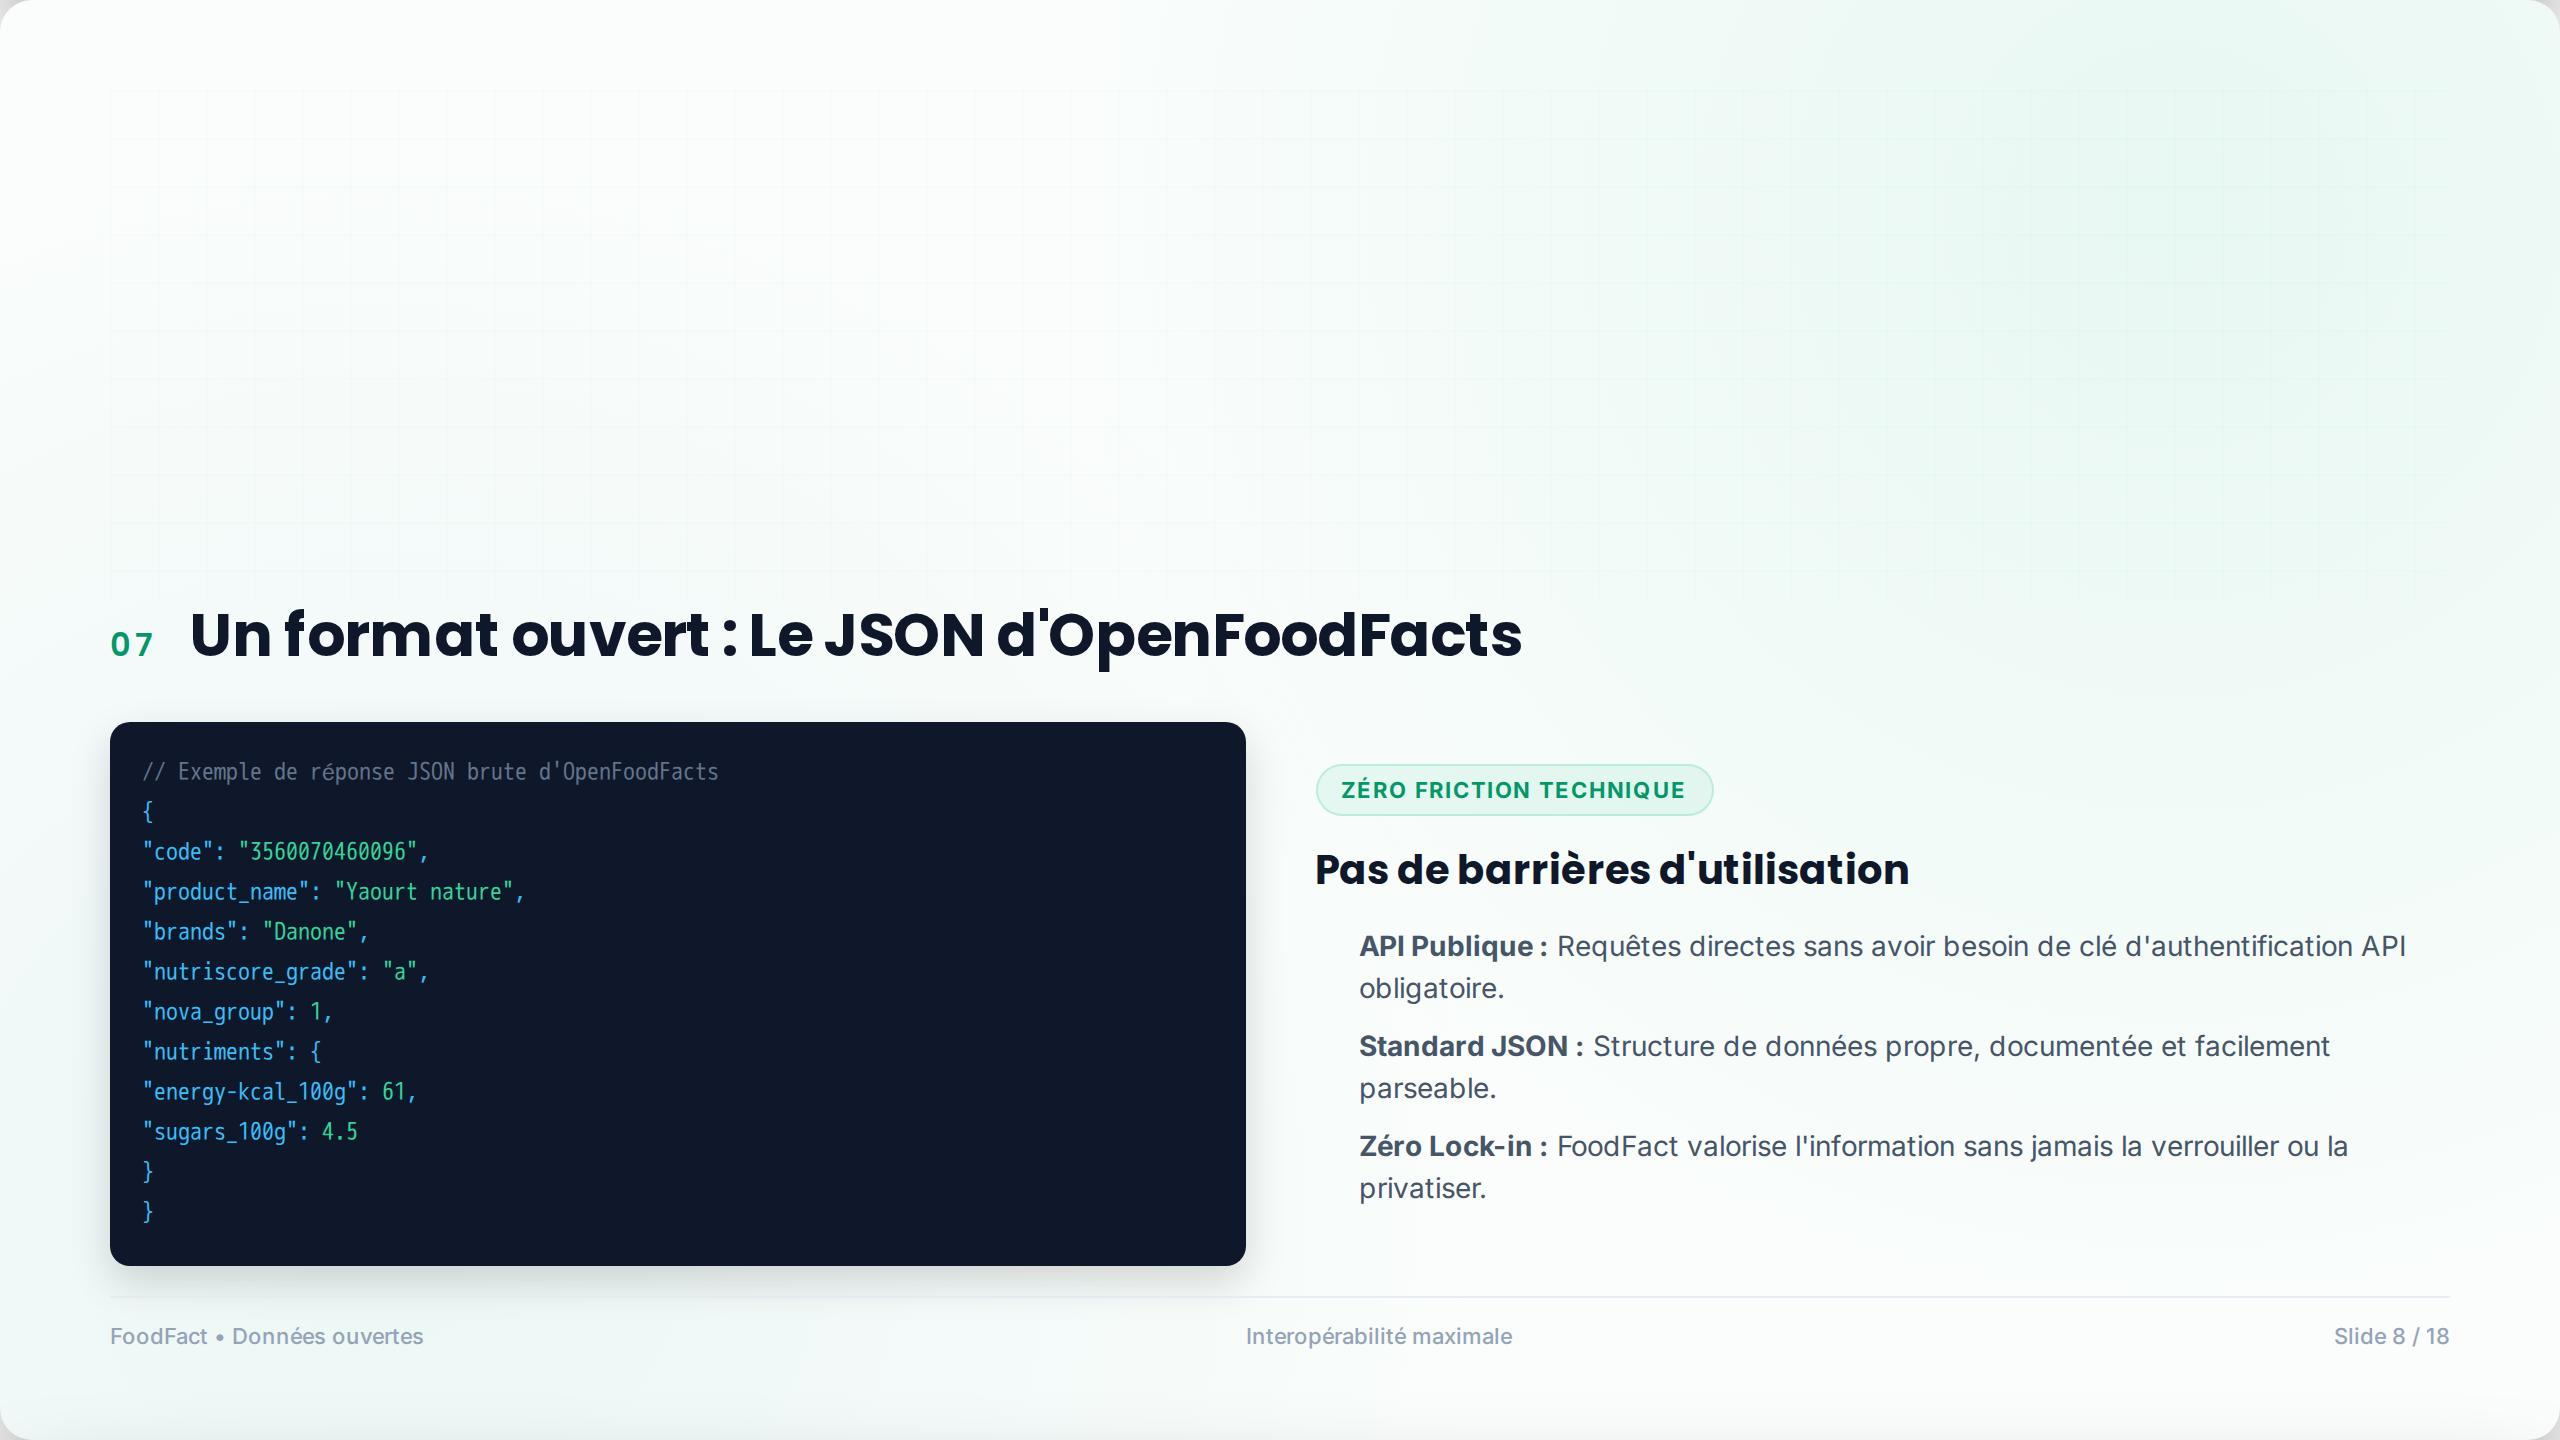 07 Un format ouvert : Le JSON d'OpenFoodFacts
// Exemple de réponse JSON brute d'OpenFoodFacts
{
"code": "3560070460096",
"product_name": "Yaourt nature",
"brands": "Danone",
"nutriscore_grade": "a",
"nova_group": 1,
"nutriments": {
"energy-kcal_100g": 61,
"sugars_100g": 4.5
}
}
ZÉRO FRICTION TECHNIQUE
Pas de barrières d'utilisation
API Publique : Requêtes directes sans avoir besoin de clé d'authentification API
obligatoire.
Standard JSON : Structure de données propre, documentée et facilement
parseable.
Zéro Lock-in : FoodFact valorise l'information sans jamais la verrouiller ou la
privatiser.
FoodFact • Données ouvertes
Interopérabilité maximale
Slide 8 / 18